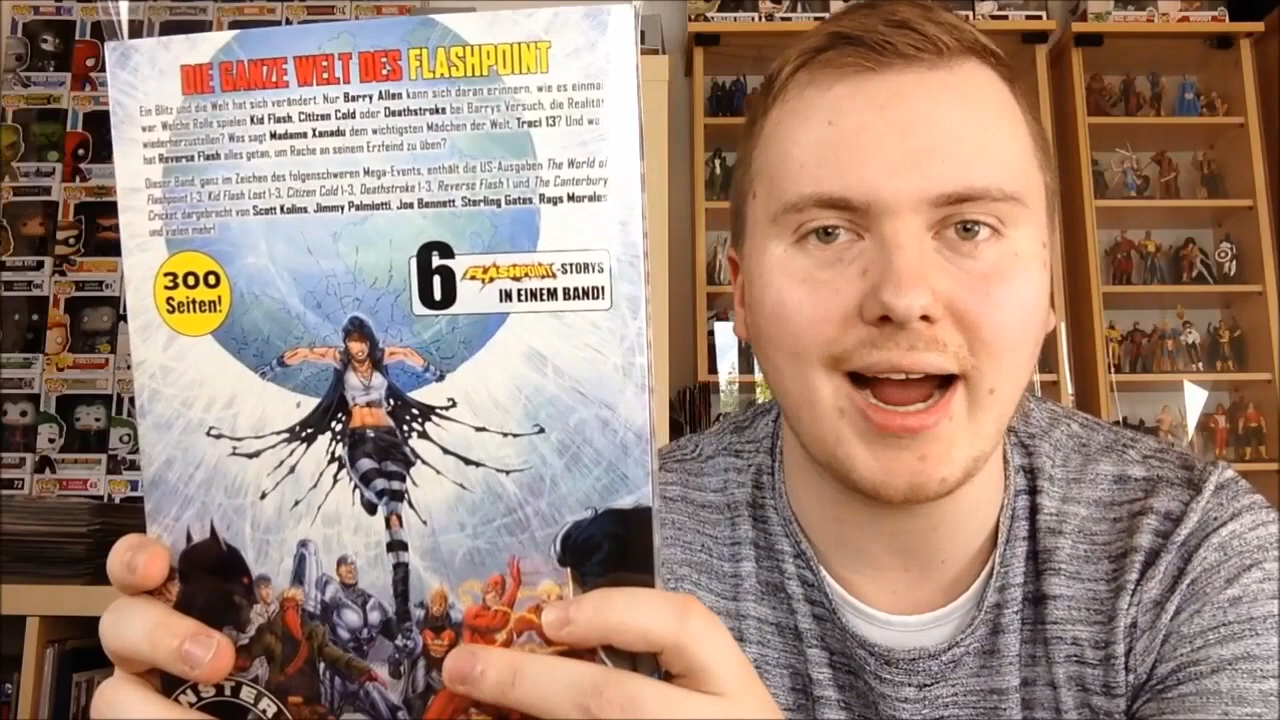 DIE GANZE WELT DES FLASHPOINT
Ein Blitz und die Welt hat sich verändert. Nur Barry Allen kann sich daran erinnern, wie es einmal
war. Welche Rolle spielen Kid Flash, Citizen Cold oder Deathstroke bei Barrys Versuch, die Realität
wiederherzustellen? Was sagt Madame Xanadu dem wichtigsten Mädchen der Welt, Traci 13? Und wo
hat Reverse Flash alles getan, um Rache an seinem Erzfeind zu üben?
Dieser Band, ganz im Zeichen des folgenschweren Mega-Events, enthält die US-Ausgaben The World of
Flashpoint 1-3, Kid Flash Lost 1-3, Citizen Cold 1-3, Deathstroke 1-3, Reverse Flash 1 und The Canterbury
Cricket, dargebracht von Scott Kolins, Jimmy Palmiotti, Joe Bennett, Sterling Gates, Rags Morales
und vielen mehr!
300
Seiten!
6 FLASHPOINT-STORYS
IN EINEM BAND!
NSTER